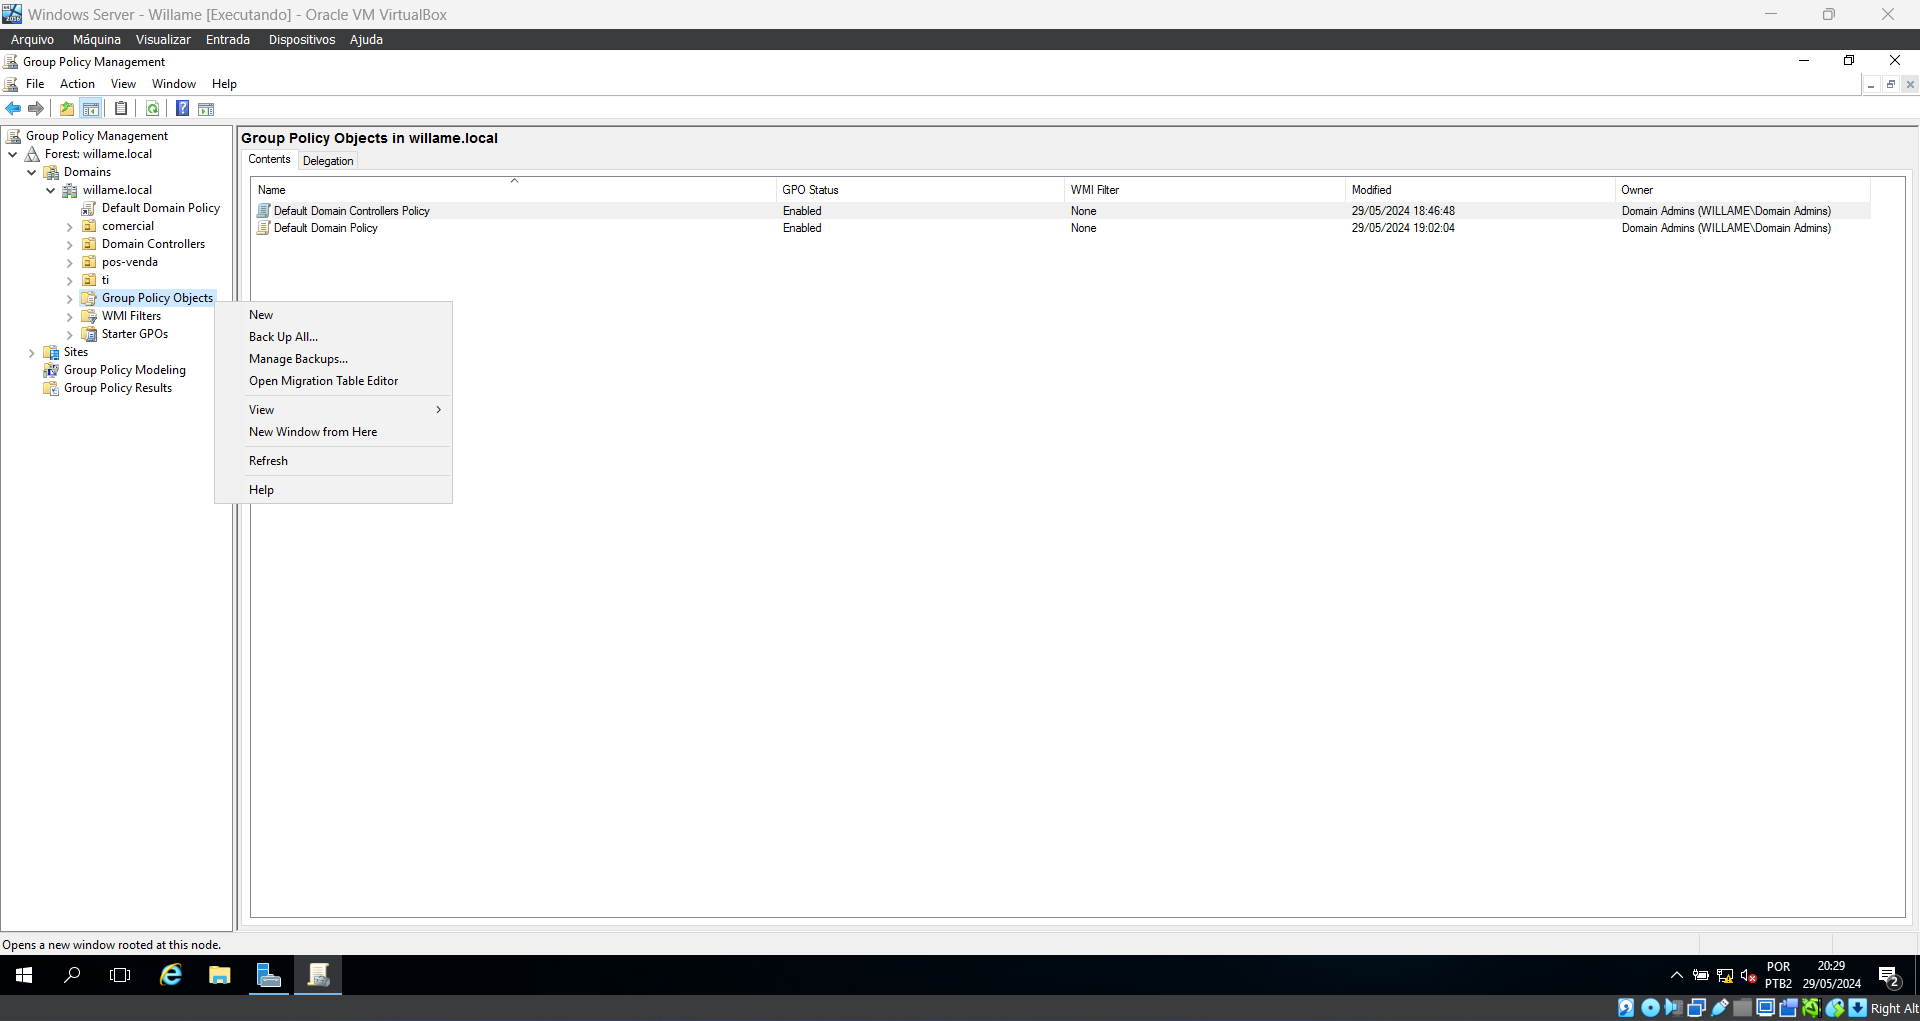 Windows Server - Willame [Executando] - Oracle VM VirtualBox
Arquivo Máquina Visualizar Entrada Dispositivos Ajuda
Group Policy Management
File Action View Window Help
Group Policy Management
Forest: willame.local
Domains
willame.local
Default Domain Policy
comercial
Domain Controllers
pos-venda
ti
Group Policy Objects
WMI Filters
Starter GPOs
Sites
Group Policy Modeling
Group Policy Results
Group Policy Objects in willame.local
Contents Delegation
Name GPO Status WMI Filter Modified Owner
Default Domain Controllers Policy Enabled None 29/05/2024 18:46:48 Domain Admins (WILLAME\Domain Admins)
Default Domain Policy Enabled None 29/05/2024 19:02:04 Domain Admins (WILLAME\Domain Admins)
New
Back Up All...
Manage Backups...
Open Migration Table Editor
View
New Window from Here
Refresh
Help
Opens a new window rooted at this node.
POR 20:29
PTB2 29/05/2024
2
Right Alt